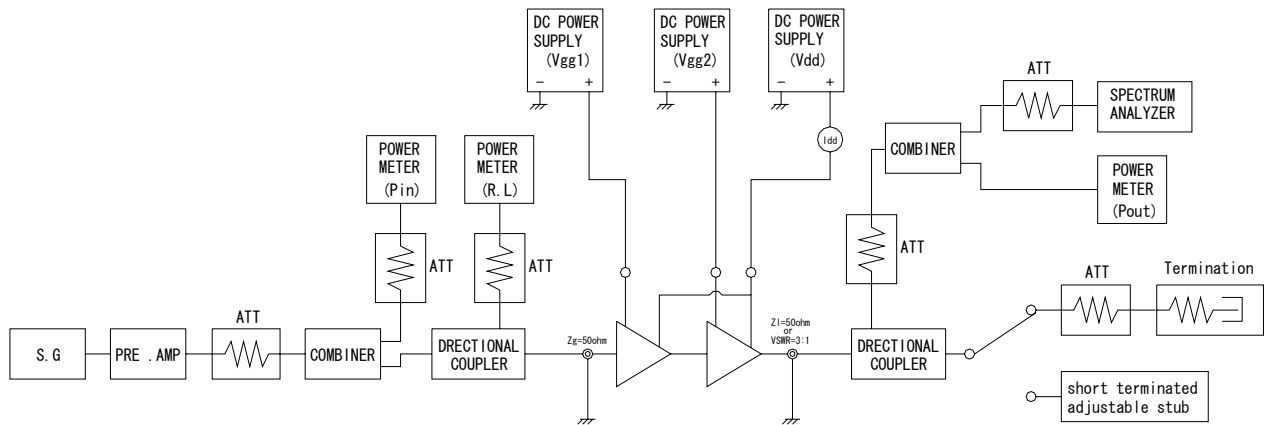 DC POWER
SUPPLY
(Vgg1)
- +
DC POWER
SUPPLY
(Vgg2)
- +
DC POWER
SUPPLY
(Vdd)
- +
Idd
ATT
SPECTRUM
ANALYZER
COMBINER
POWER
METER
(Pout)
POWER
METER
(Pin)
POWER
METER
(R.L)
ATT
ATT
ATT
ATT
Termination
S.G
PRE .AMP
ATT
COMBINER
DRECTIONAL
COUPLER
Zg=50ohm
Zl=50ohm
or
VSWR=3:1
DRECTIONAL
COUPLER
short terminated
adjustable stub